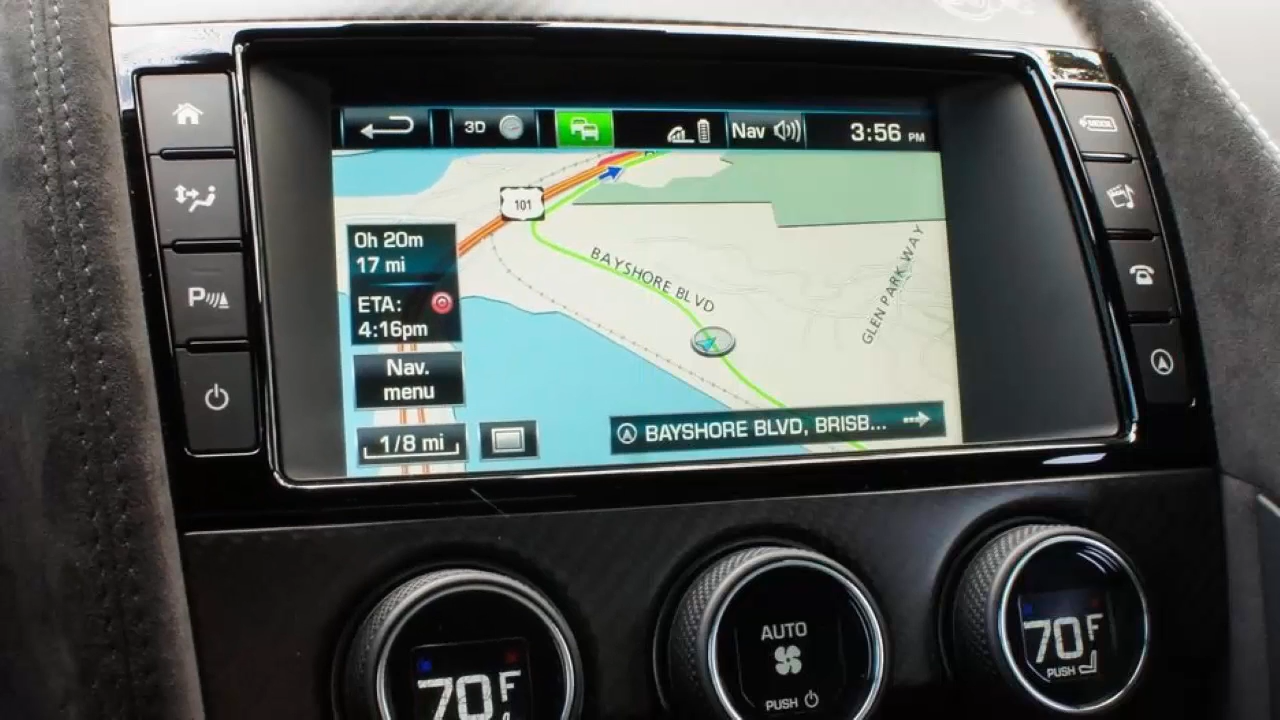 3D
Nav
3:56 PM
101
0h 20m
17 mi
ETA:
4:16pm
BAYSHORE BLVD
GLEN PARK WAY
Nav.
menu
1/8 mi
BAYSHORE BLVD, BRISB...
P
MODE
70F
AUTO
PUSH
70F
PUSH